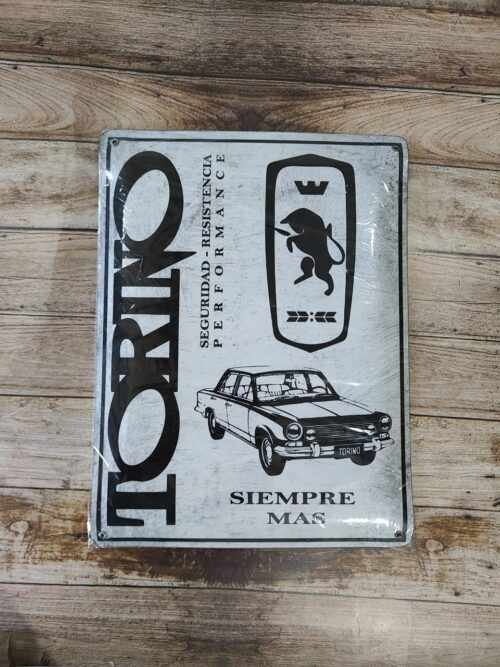 TORINO
SEGURIDAD - RESISTENCIA
PERFORMANCE
TORINO
SIEMPRE
MAS